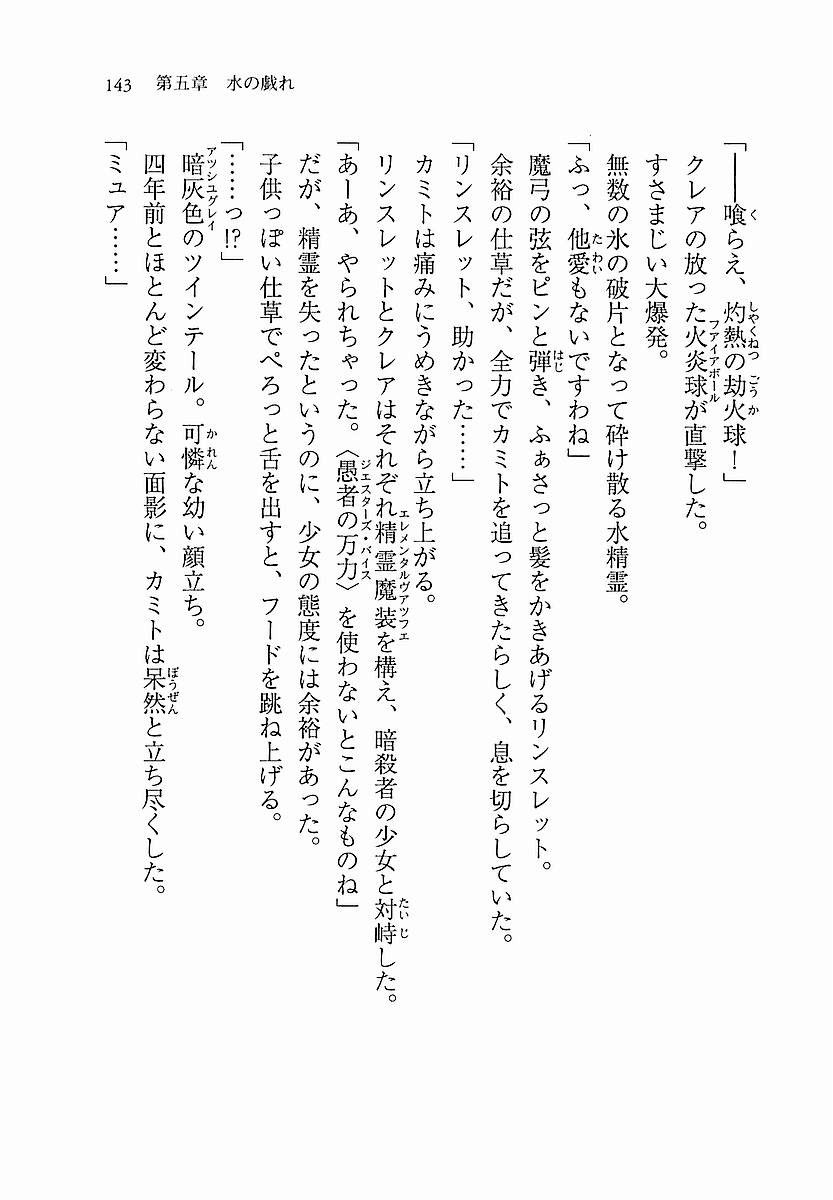 143　第五章　水の戯れ
「――喰らえ、灼熱の劫火球！」
クレアの放った火炎球が直撃した。
すさまじい大爆発。
無数の氷の破片となって砕け散る水精霊。
「ふっ、他愛もないですわね」
魔弓の弦をピンと弾き、ふぁさっと髪をかきあげるリンスレット。
余裕の仕草だが、全力でカミトを追ってきたらしく、息を切らしていた。
「リンスレット、助かった……」
カミトは痛みにうめきながら立ち上がる。
リンスレットとクレアはそれぞれ精霊魔装を構え、暗殺者の少女と対峙した。
「あーあ、やられちゃった。〈愚者の万力〉を使わないとこんなものね」
だが、精霊を失ったというのに、少女の態度には余裕があった。
子供っぽい仕草でぺろっと舌を出すと、フードを跳ね上げる。
「……っ!?」
暗灰色のツインテール。可憐な幼い顔立ち。
四年前とほとんど変わらない面影に、カミトは呆然と立ち尽くした。
「ミュア……」